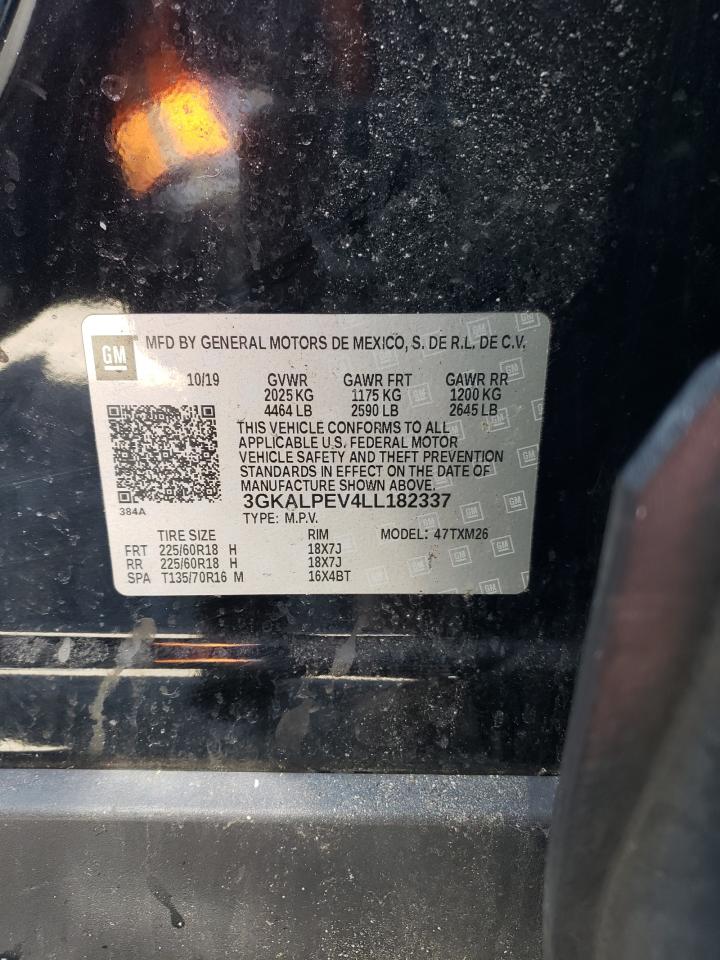 GM MFD BY GENERAL MOTORS DE MEXICO, S. DE R.L. DE C.V.
10/19 GVWR GAWR FRT GAWR RR
2025 KG 1175 KG 1200 KG
4464 LB 2590 LB 2645 LB
THIS VEHICLE CONFORMS TO ALL
APPLICABLE U.S. FEDERAL MOTOR
VEHICLE SAFETY AND THEFT PREVENTION
STANDARDS IN EFFECT ON THE DATE OF
MANUFACTURE SHOWN ABOVE.
384A 3GKALPEV4LL182337
TYPE: M.P.V.
TIRE SIZE RIM MODEL: 47TXM26
FRT 225/60R18 H 18X7J
RR 225/60R18 H 18X7J
SPA T135/70R16 M 16X4BT